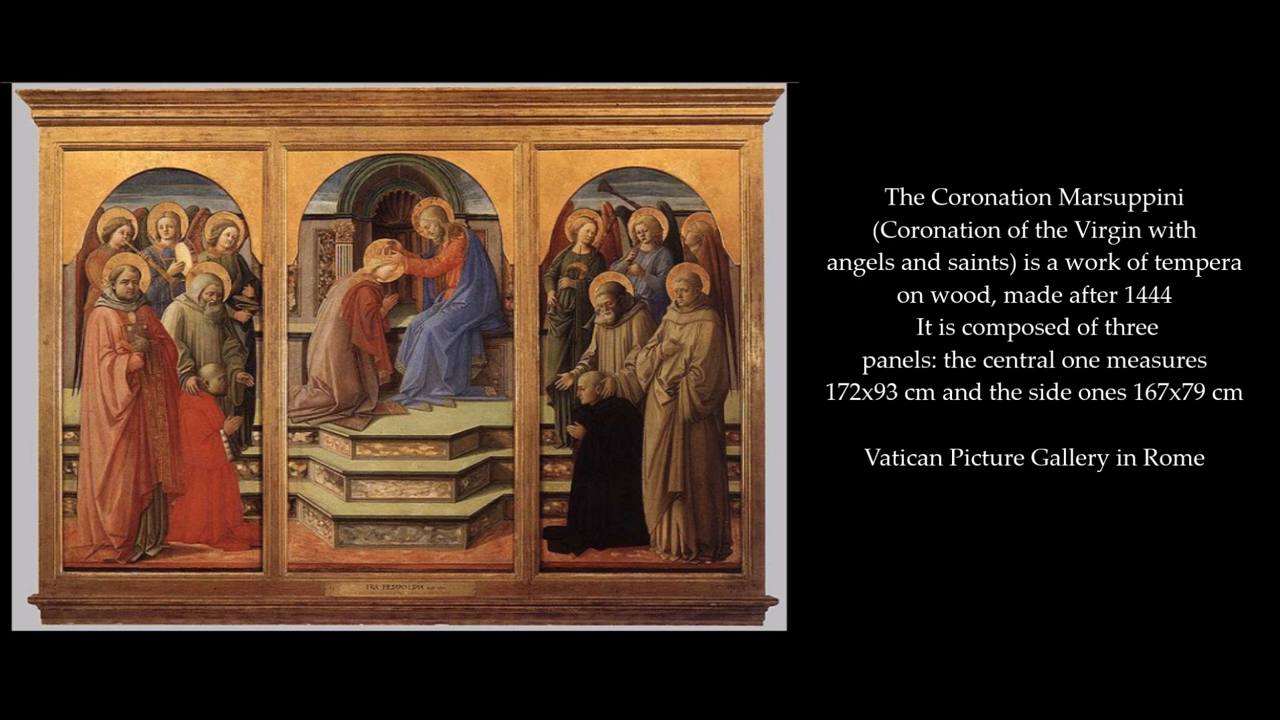 The Coronation Marsuppini
(Coronation of the Virgin with
angels and saints) is a work of tempera
on wood, made after 1444
It is composed of three
panels: the central one measures
172x93 cm and the side ones 167x79 cm
Vatican Picture Gallery in Rome
FRA